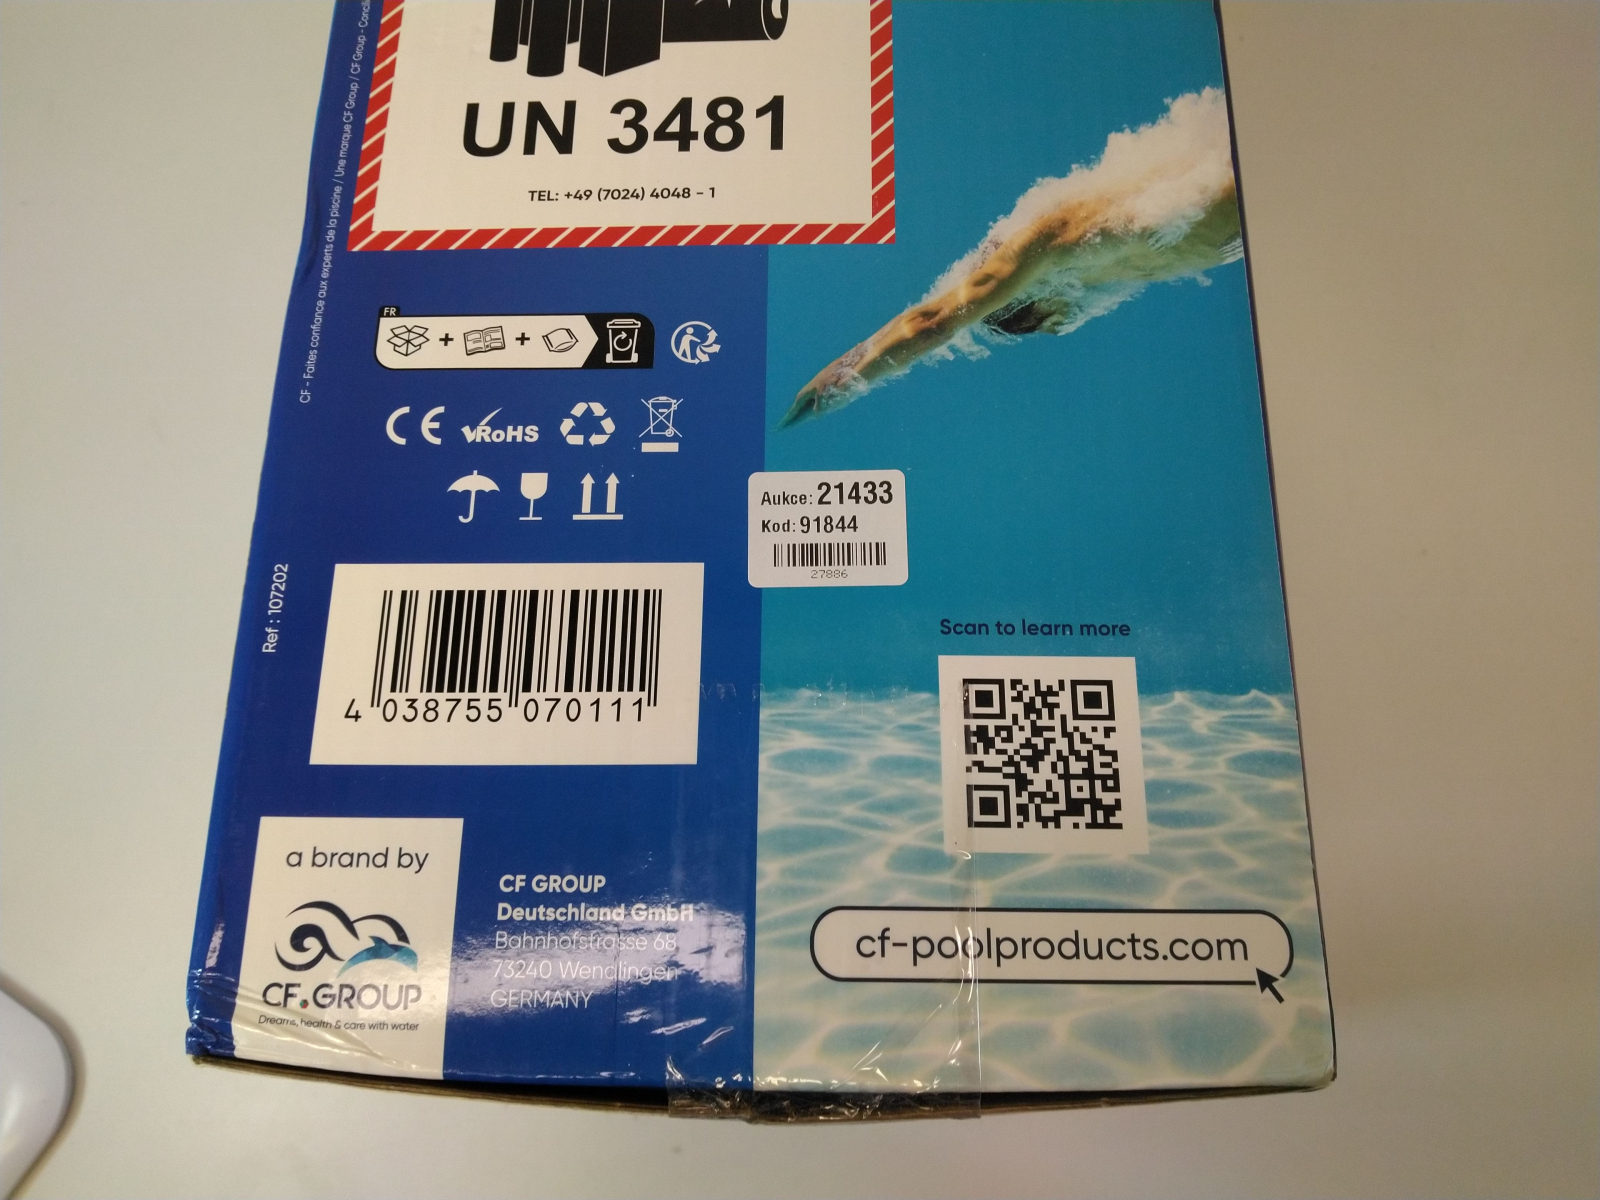 UN 3481
TEL: +49 (7024) 4048 - 1
CF - Faites confiance aux experts de la piscine / Une marque CF Group / CF Group -
FR
CE
RoHS
Aukce: 21433
Kod: 91844
27886
Ref : 107202
4 038755 070111
Scan to learn more
a brand by
CF GROUP
Dreams, health & care with water
CF GROUP
Deutschland GmbH
Bahnhofstrasse 68
73240 Wendlingen
GERMANY
cf-poolproducts.com